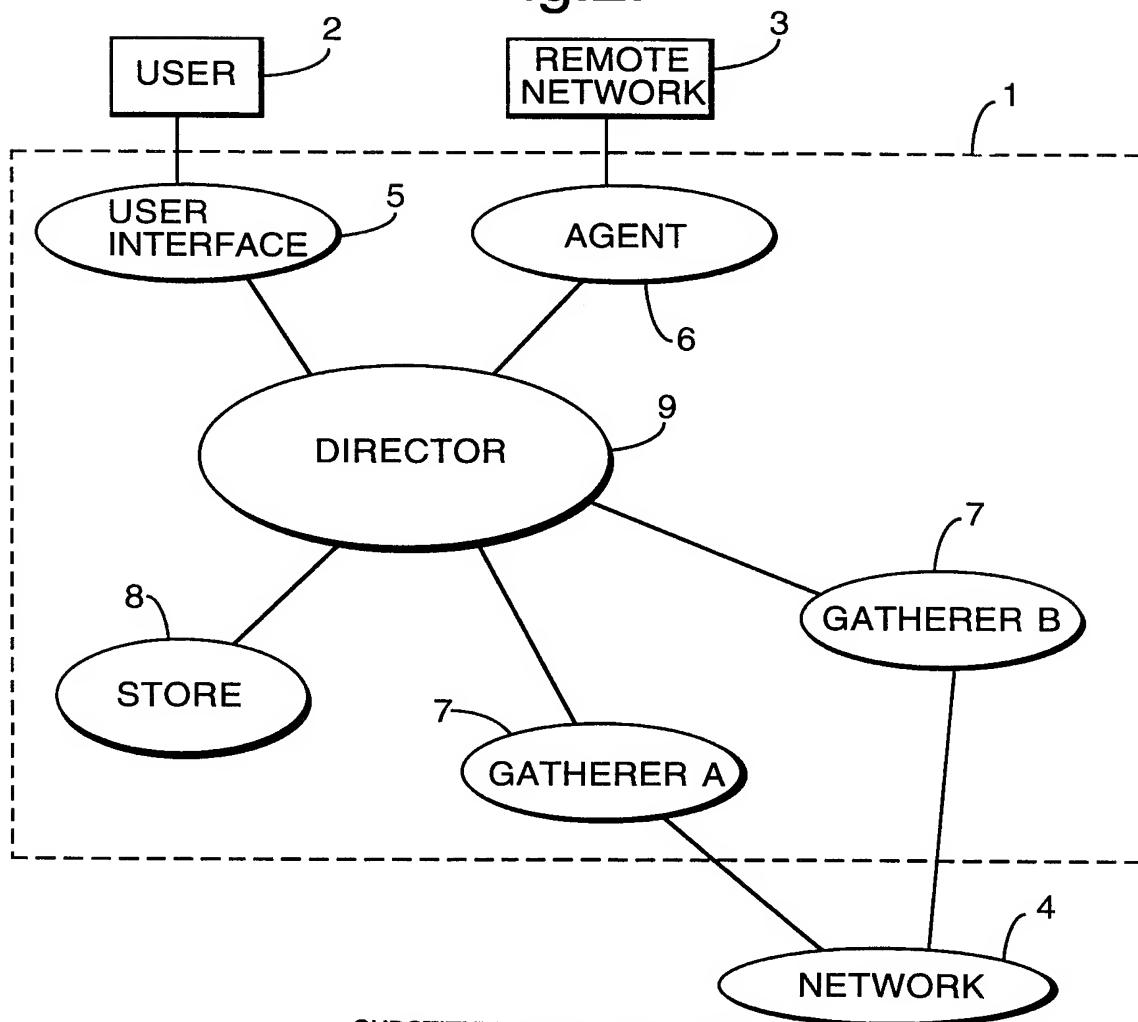 2
3
USER
REMOTE
NETWORK
1
USER
INTERFACE
5
AGENT
6
DIRECTOR
9
7
8
GATHERER B
STORE
7
GATHERER A
4
NETWORK